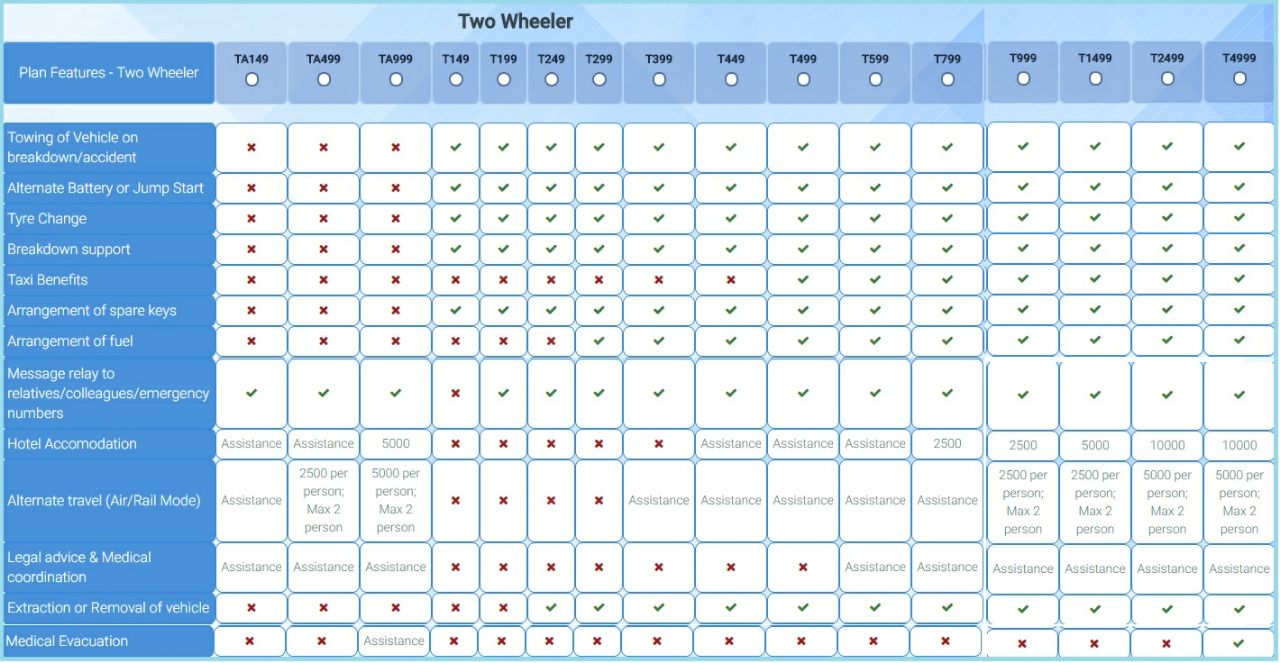 Two Wheeler
Plan Features - Two Wheeler
TA149 TA499 TA999 T149 T199 T249 T299 T399 T449 T499 T599 T799 T999 T1499 T2499 T4999
Towing of Vehicle on
breakdown/accident
Alternate Battery or Jump Start
Tyre Change
Breakdown support
Taxi Benefits
Arrangement of spare keys
Arrangement of fuel
Message relay to
relatives/colleagues/emergency
numbers
Hotel Accomodation Assistance Assistance 5000 Assistance Assistance Assistance 2500 2500 5000 10000 10000
Alternate travel (Air/Rail Mode)
Assistance
2500 per
person;
Max 2
person
5000 per
person;
Max 2
person
Assistance Assistance Assistance Assistance Assistance
2500 per
person;
Max 2
person
2500 per
person;
Max 2
person
5000 per
person;
Max 2
person
5000 per
person;
Max 2
person
Legal advice & Medical
coordination
Assistance Assistance Assistance Assistance Assistance Assistance Assistance Assistance Assistance
Extraction or Removal of vehicle
Medical Evacuation Assistance